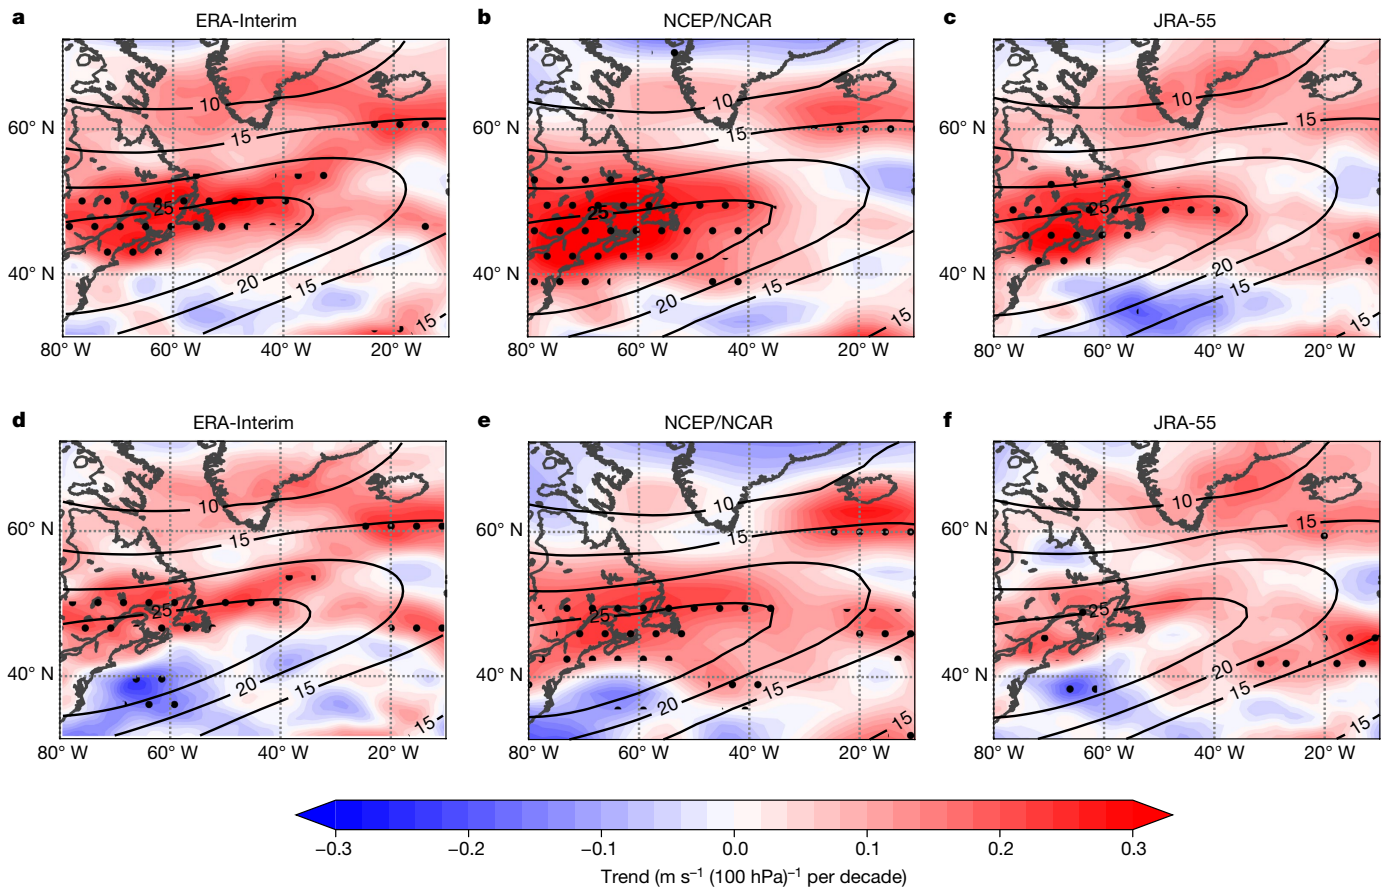 a ERA-Interim b NCEP/NCAR c JRA-55
10 10 10
60° N 15 60° N 15 60° N 15
25 25 25
40° N 20 15 15 40° N 20 15 15 40° N 20 15 15
80° W 60° W 40° W 20° W 80° W 60° W 40° W 20° W 80° W 60° W 40° W 20° W
d ERA-Interim e NCEP/NCAR f JRA-55
10 10 10
60° N 15 60° N 15 60° N 15
25 25 25
40° N 20 15 15 40° N 20 15 15 40° N 20 15 15
80° W 60° W 40° W 20° W 80° W 60° W 40° W 20° W 80° W 60° W 40° W 20° W
−0.3 −0.2 −0.1 0.0 0.1 0.2 0.3
Trend (m s⁻¹ (100 hPa)⁻¹ per decade)